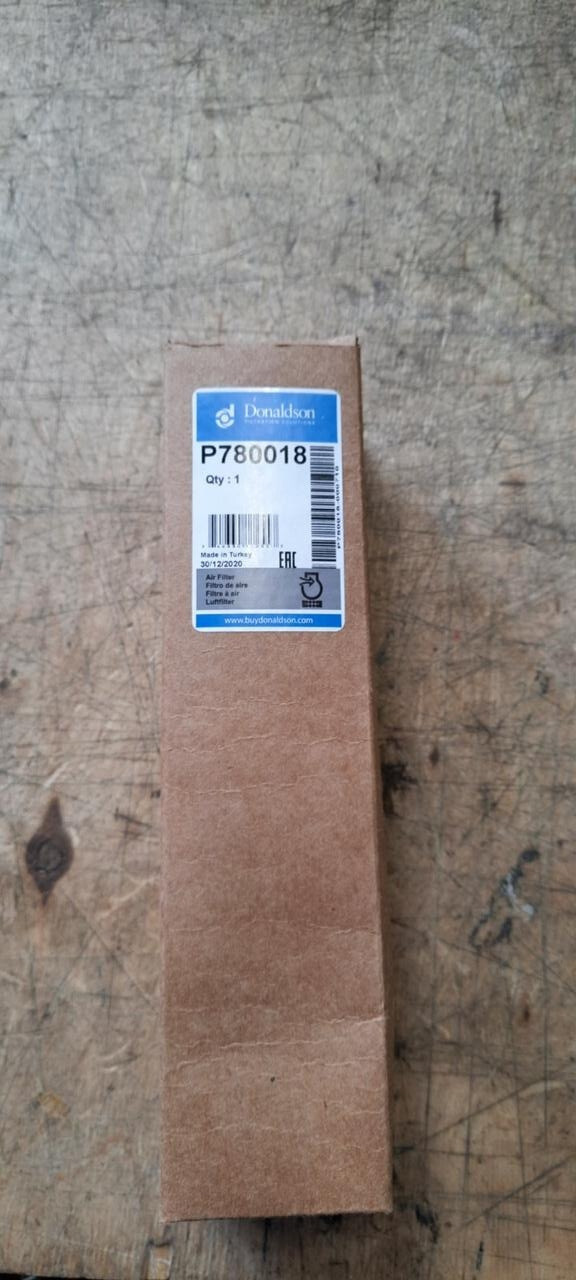 Donaldson
FILTRATION SOLUTIONS
P780018
Qty : 1
Made in Turkey
30/12/2020
EAC
Air Filter
Filtro de aire
Filtre à air
Luftfilter
www.buydonaldson.com